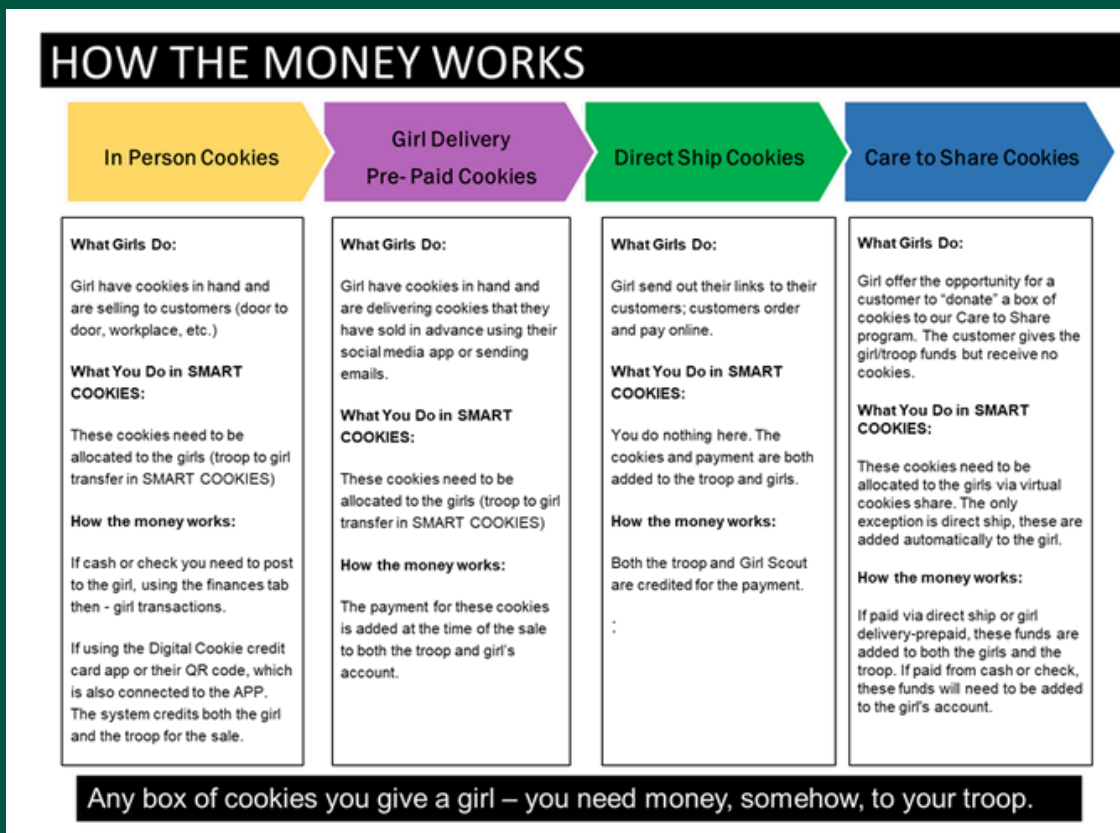 HOW THE MONEY WORKS
In Person Cookies
Girl Delivery
Pre- Paid Cookies
Direct Ship Cookies
Care to Share Cookies
What Girls Do:
Girl have cookies in hand and
are selling to customers (door to
door, workplace, etc.)
What You Do in SMART
COOKIES:
These cookies need to be
allocated to the girls (troop to girl
transfer in SMART COOKIES)
How the money works:
If cash or check you need to post
to the girl, using the finances tab
then - girl transactions.
If using the Digital Cookie credit
card app or their QR code, which
is also connected to the APP.
The system credits both the girl
and the troop for the sale.
What Girls Do:
Girl have cookies in hand and
are delivering cookies that they
have sold in advance using their
social media app or sending
emails.
What You Do in SMART
COOKIES:
These cookies need to be
allocated to the girls (troop to girl
transfer in SMART COOKIES)
How the money works:
The payment for these cookies
is added at the time of the sale
to both the troop and girl's
account.
What Girls Do:
Girl send out their links to their
customers; customers order
and pay online.
What You Do in SMART
COOKIES:
You do nothing here. The
cookies and payment are both
added to the troop and girls.
How the money works:
Both the troop and Girl Scout
are credited for the payment.
:
What Girls Do:
Girl offer the opportunity for a
customer to “donate” a box of
cookies to our Care to Share
program. The customer gives the
girl/troop funds but receive no
cookies.
What You Do in SMART
COOKIES:
These cookies need to be
allocated to the girls via virtual
cookies share. The only
exception is direct ship, these are
added automatically to the girl.
How the money works:
If paid via direct ship or girl
delivery-prepaid, these funds are
added to both the girls and the
troop. If paid from cash or check,
these funds will need to be added
to the girl's account.
Any box of cookies you give a girl – you need money, somehow, to your troop.